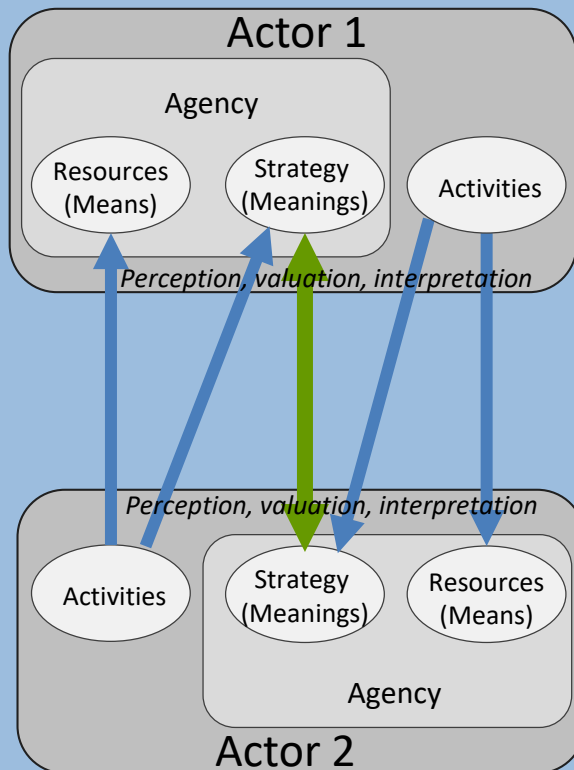 Actor 1
Agency
Resources
(Means)
Strategy
(Meanings)
Activities
Perception, valuation, interpretation
Perception, valuation, interpretation
Activities
Strategy
(Meanings)
Resources
(Means)
Agency
Actor 2